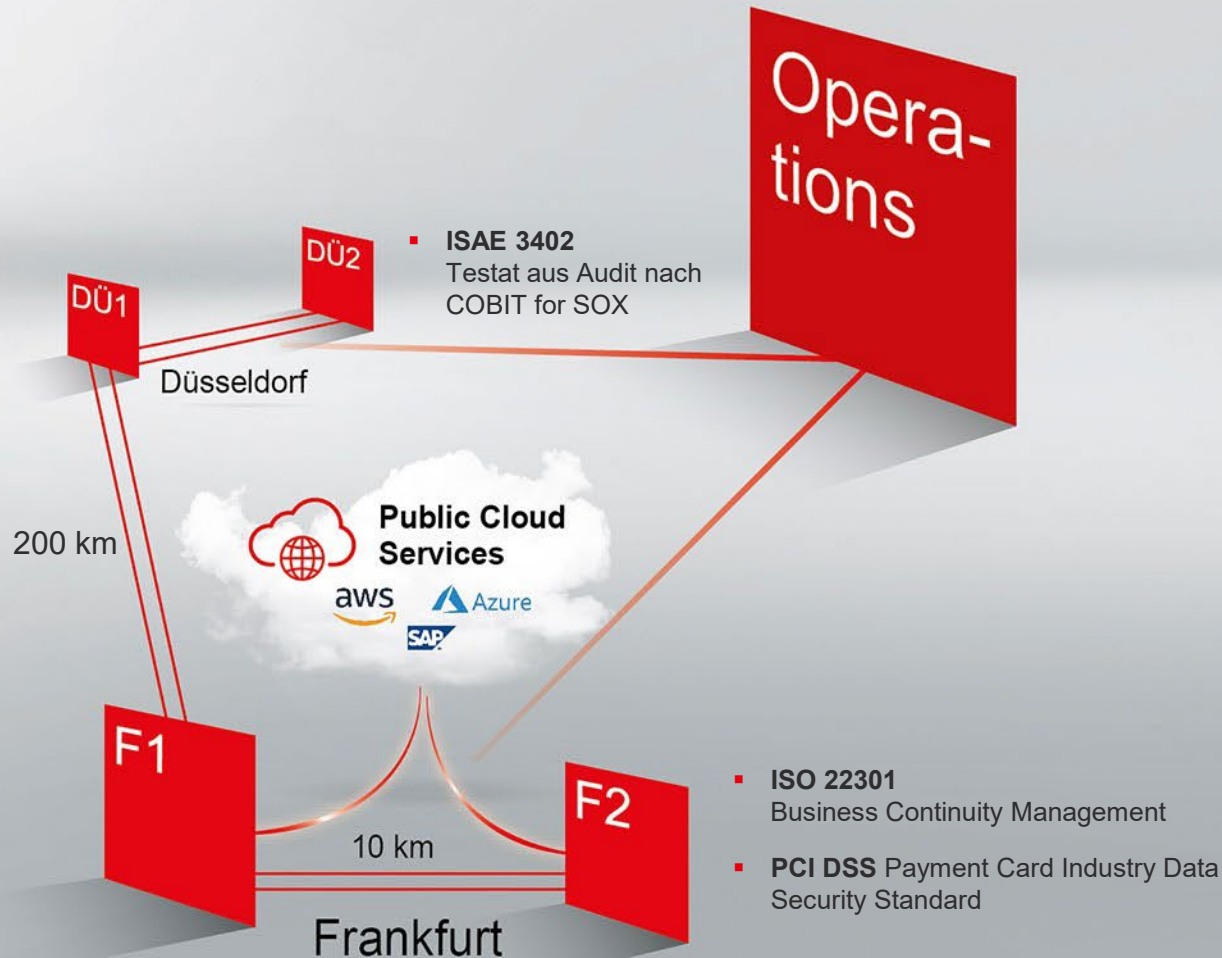 Opera-
tions
DÜ2
▪ ISAE 3402
Testat aus Audit nach
COBIT for SOX
DÜ1
Düsseldorf
200 km
Public Cloud
Services
aws
Azure
SAP
F1
F2
10 km
Frankfurt
▪ ISO 22301
Business Continuity Management
▪ PCI DSS Payment Card Industry Data
Security Standard